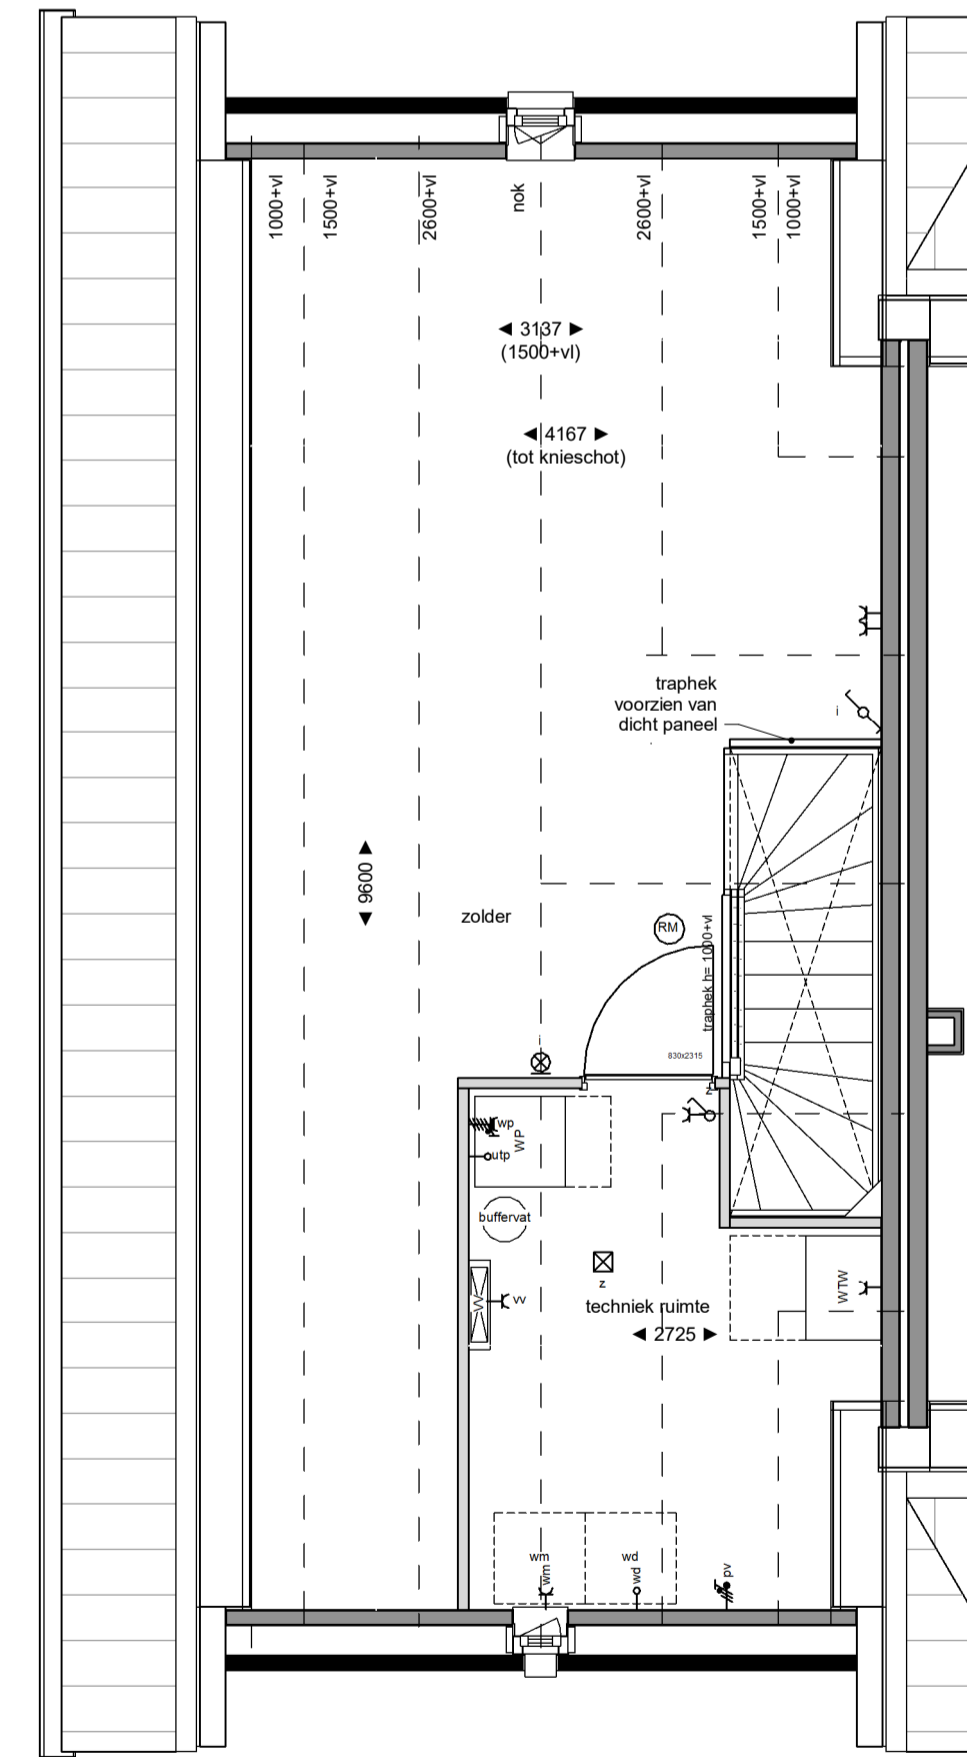 1000+vl
1500+vl
2600+vl
nok
2600+vl
1500+vl
1000+vl
3137
(1500+vl)
4167
(tot knieschot)
traphek
voorzien van
dicht paneel
i
9600
zolder
RM
traphek h= 1000+vl
i
830x2315
z
wp
WP
utp
buffervat
VV
vv
z
techniek ruimte
2725
WTW
wm
wm
wd
wd
pv